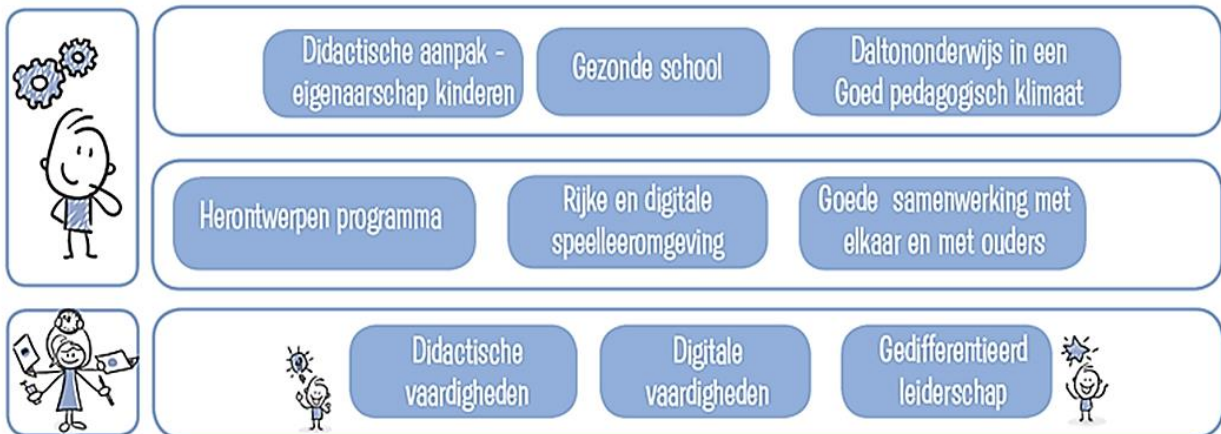 Didactische aanpak -
eigenaarschap kinderen
Gezonde school
Daltononderwijs in een
Goed pedagogisch klimaat
Herontwerpen programma
Rijke en digitale
speelleeromgeving
Goede samenwerking met
elkaar en met ouders
Didactische
vaardigheden
Digitale
vaardigheden
Gedifferentieerd
leiderschap